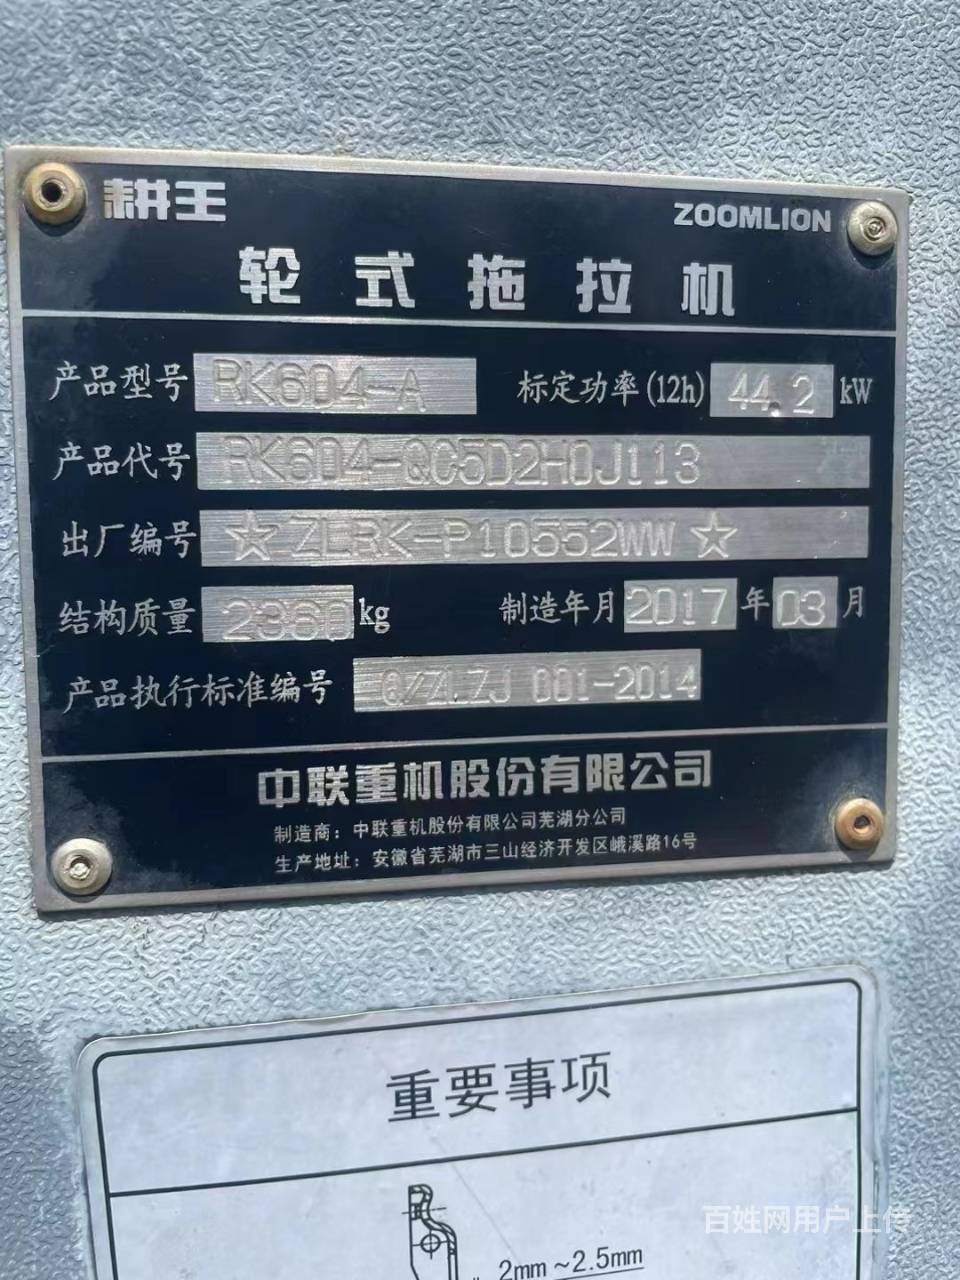 耕王 ZOOMLION
轮式拖拉机
产品型号 RK604-A 标定功率(12h) 44.2 kW
产品代号 RK604-QC5D2H0J113
出厂编号 ☆ZLRK-P10552WW☆
结构质量 2360 kg 制造年月 2017 年 03 月
产品执行标准编号 Q/ZLZJ 001-2014
中联重机股份有限公司
制造商：中联重机股份有限公司芜湖分公司
生产地址：安徽省芜湖市三山经济开发区峨溪路16号
重要事项
2mm~2.5mm
百姓网用户上传